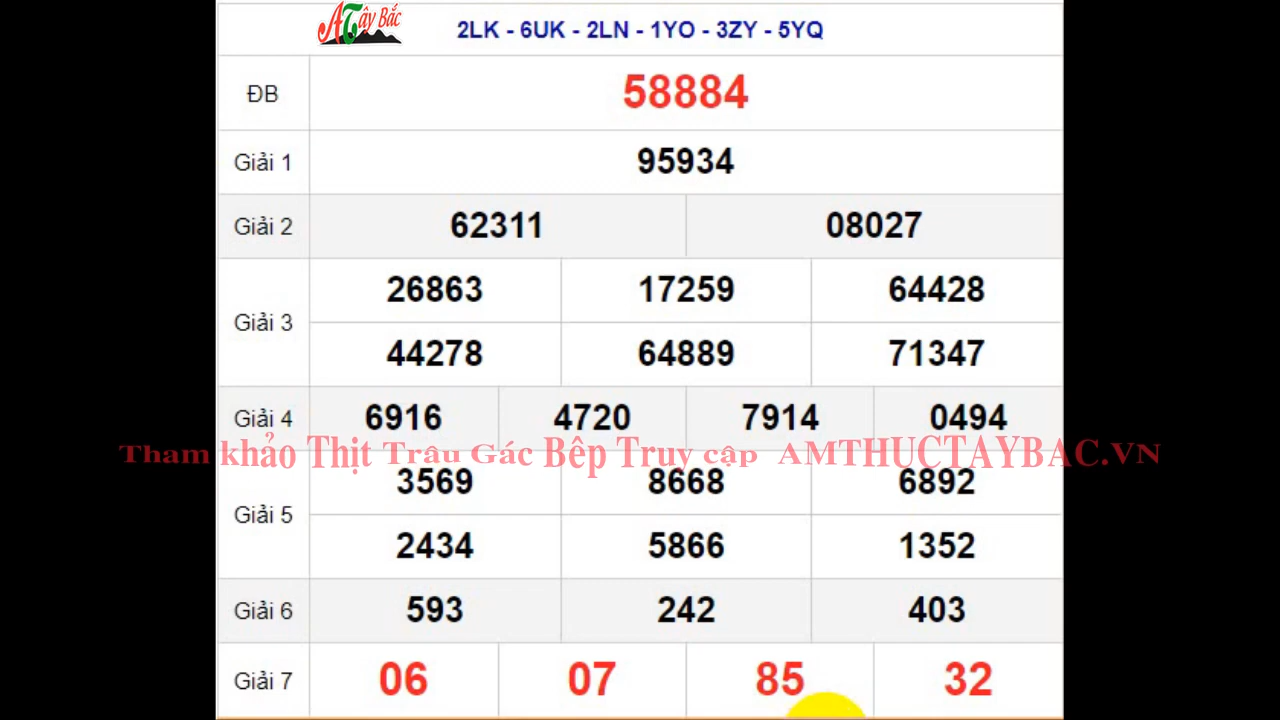 ATây Bắc
2LK - 6UK - 2LN - 1YO - 3ZY - 5YQ
ĐB 58884
Giải 1 95934
Giải 2 62311 08027
Giải 3 26863 17259 64428
44278 64889 71347
Giải 4 6916 4720 7914 0494
Tham khảo Thịt Trâu Gác Bếp Truy cập AMTHUCTAYBAC.VN
Giải 5 3569 8668 6892
2434 5866 1352
Giải 6 593 242 403
Giải 7 06 07 85 32